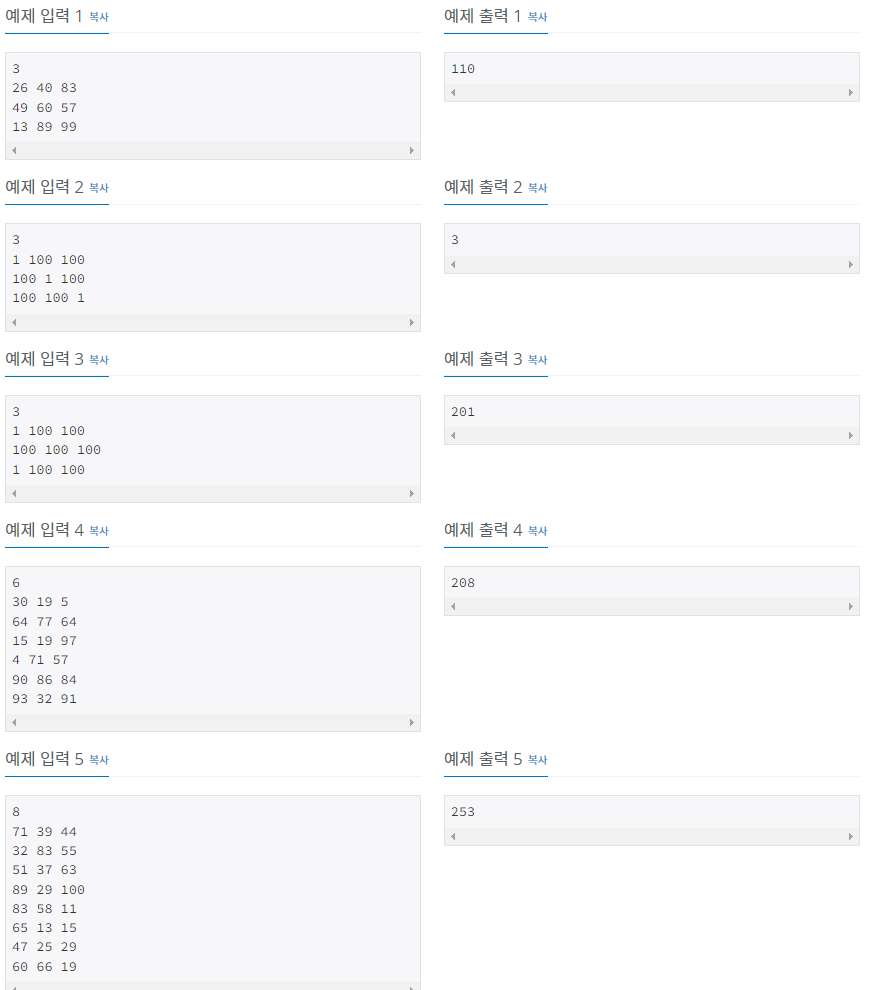 예제 입력 1 복사
3
26 40 83
49 60 57
13 89 99
예제 출력 1 복사
110
예제 입력 2 복사
3
1 100 100
100 1 100
100 100 1
예제 출력 2 복사
3
예제 입력 3 복사
3
1 100 100
100 100 100
1 100 100
예제 출력 3 복사
201
예제 입력 4 복사
6
30 19 5
64 77 64
15 19 97
4 71 57
90 86 84
93 32 91
예제 출력 4 복사
208
예제 입력 5 복사
8
71 39 44
32 83 55
51 37 63
89 29 100
83 58 11
65 13 15
47 25 29
60 66 19
예제 출력 5 복사
253